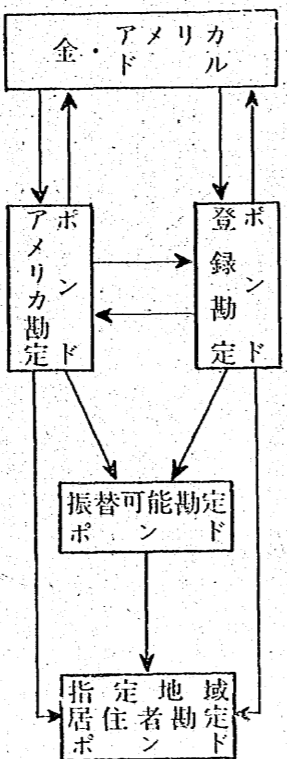 金・アメリカ
ドル
アメリカ勘定
ポンド
登録勘定
ポンド
振替可能勘定
ポンド
指定地域
居住者勘定
ポンド